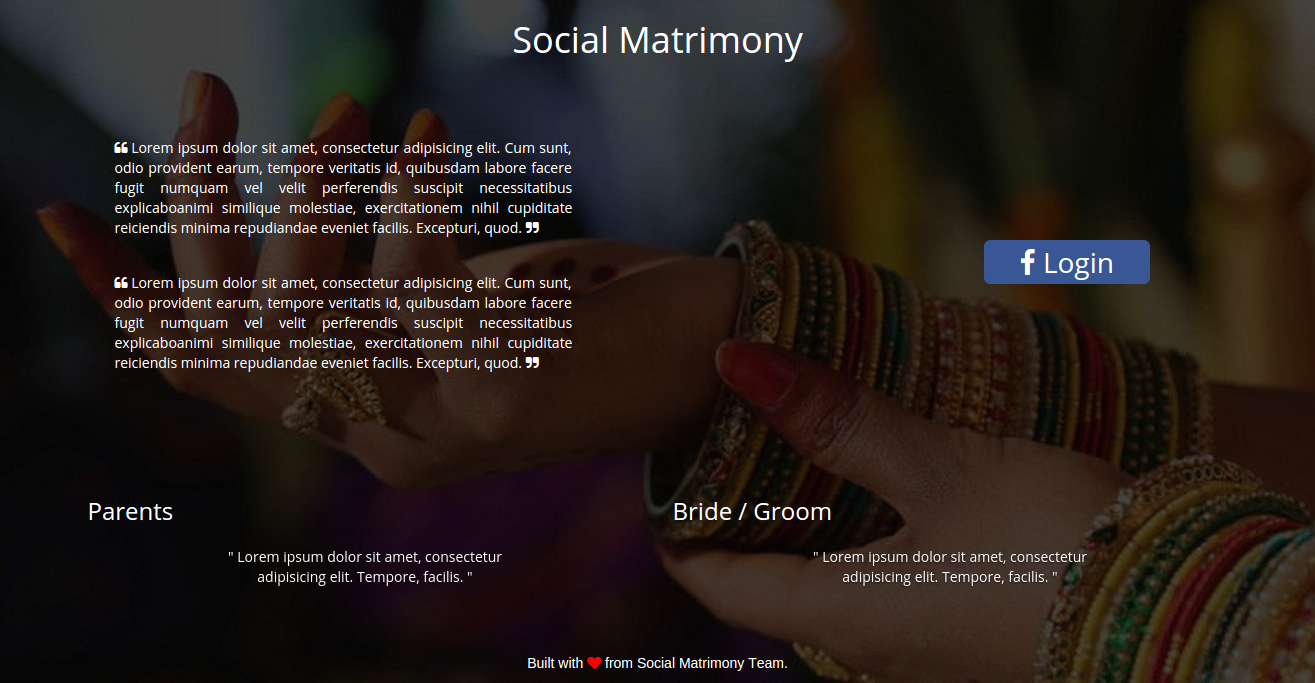 Social Matrimony
“ Lorem ipsum dolor sit amet, consectetur adipisicing elit. Cum sunt,
odio provident earum, tempore veritatis id, quibusdam labore facere
fugit numquam vel velit perferendis suscipit necessitatibus
explicaboanimi similique molestiae, exercitationem nihil cupiditate
reiciendis minima repudiandae eveniet facilis. Excepturi, quod. ”
“ Lorem ipsum dolor sit amet, consectetur adipisicing elit. Cum sunt,
odio provident earum, tempore veritatis id, quibusdam labore facere
fugit numquam vel velit perferendis suscipit necessitatibus
explicaboanimi similique molestiae, exercitationem nihil cupiditate
reiciendis minima repudiandae eveniet facilis. Excepturi, quod. ”
f Login
Parents
" Lorem ipsum dolor sit amet, consectetur
adipisicing elit. Tempore, facilis. "
Bride / Groom
" Lorem ipsum dolor sit amet, consectetur
adipisicing elit. Tempore, facilis. "
Built with ♥ from Social Matrimony Team.